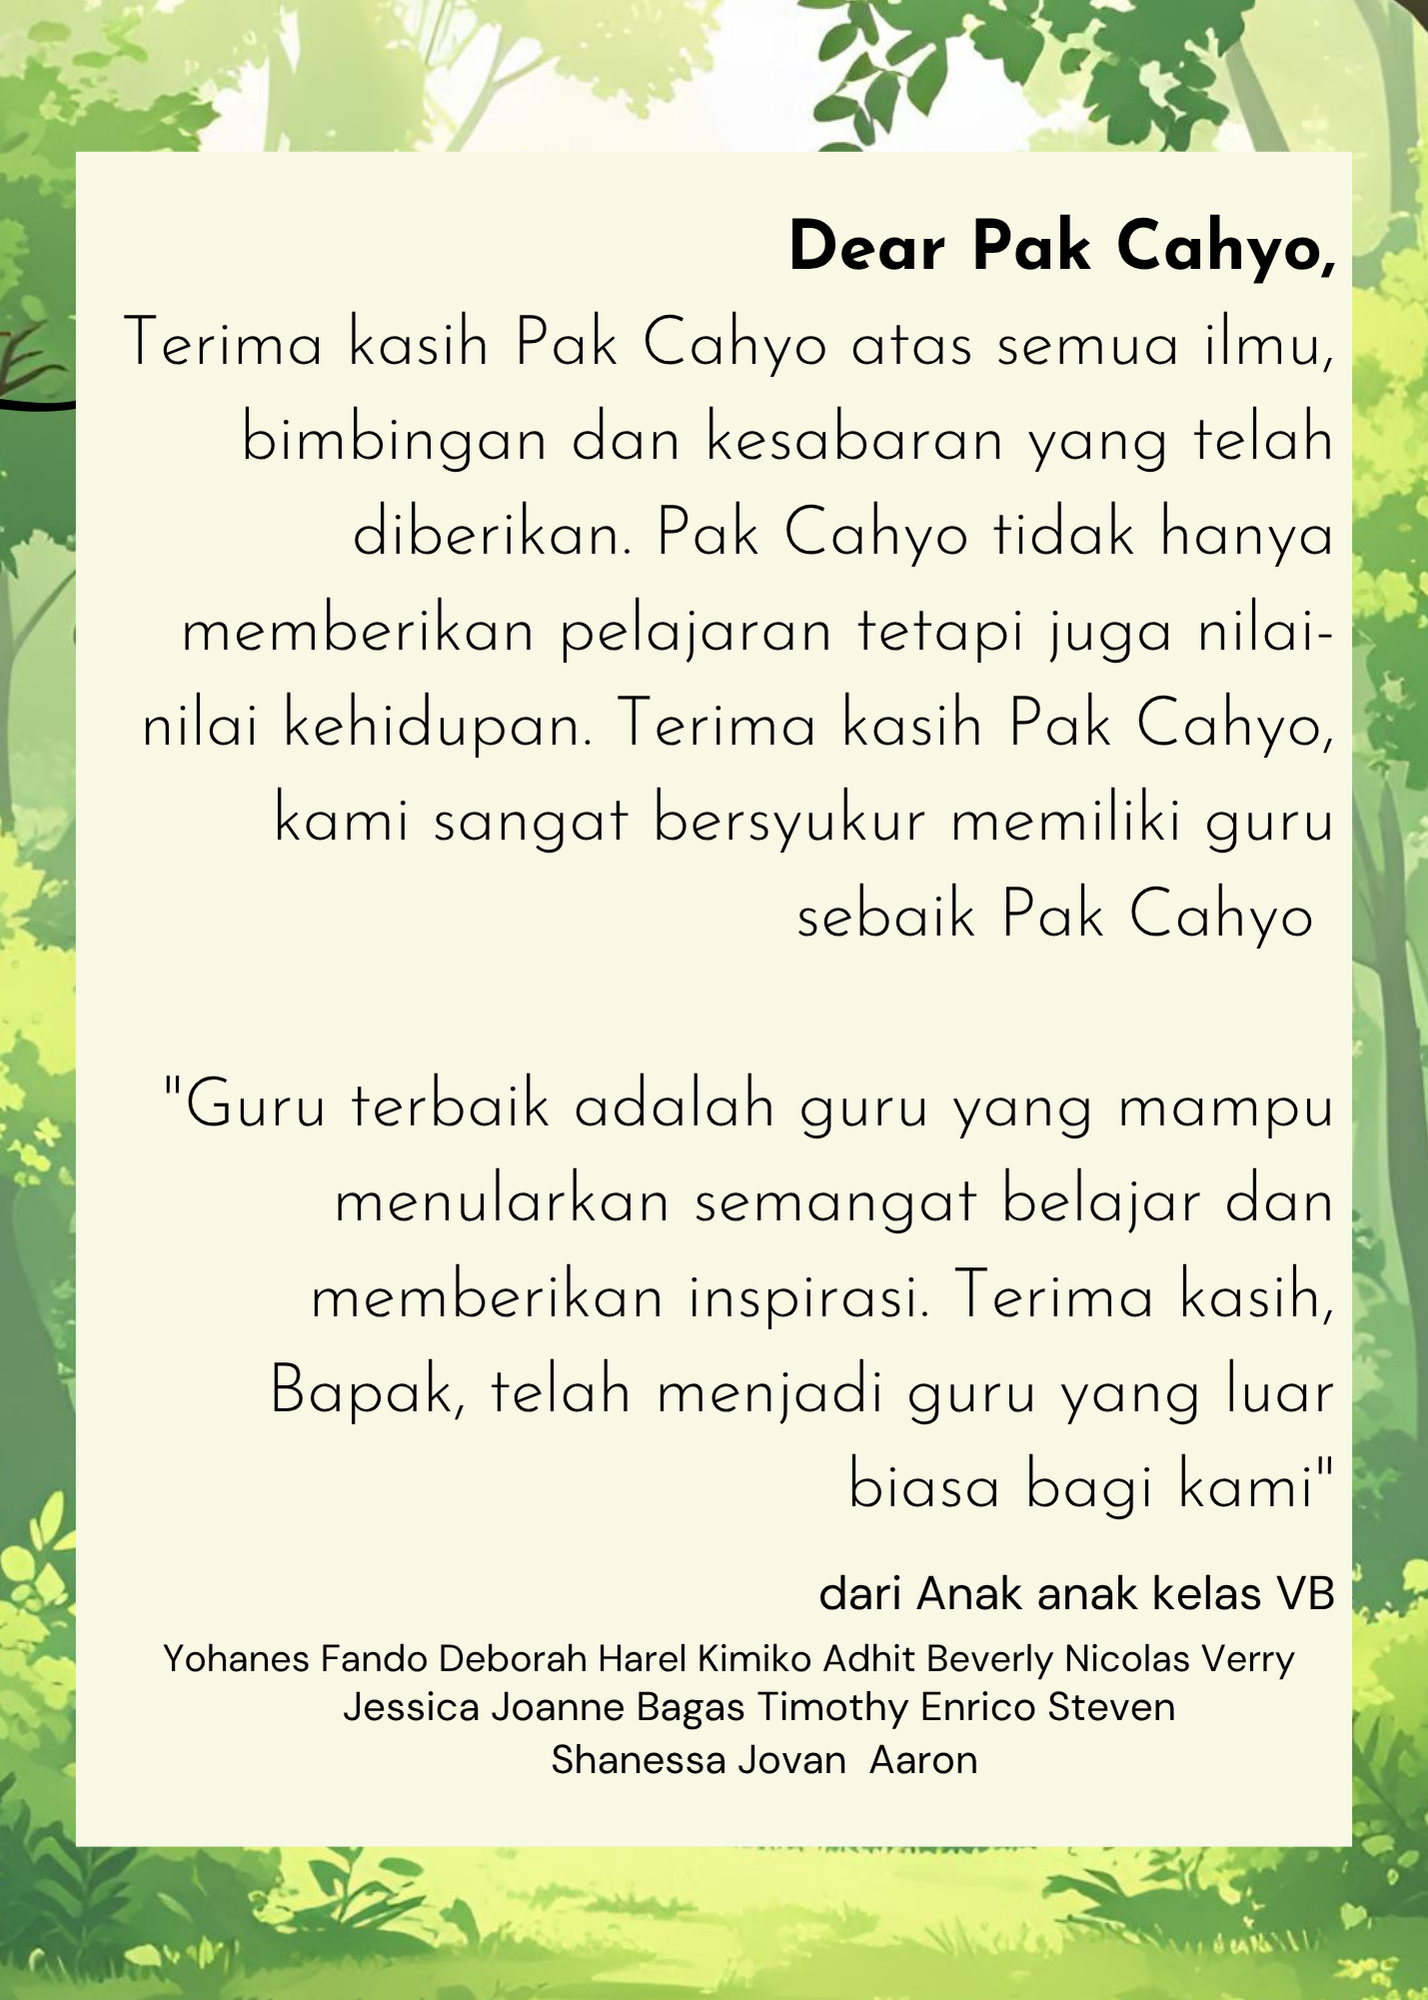 Dear Pak Cahyo,
Terima kasih Pak Cahyo atas semua ilmu,
bimbingan dan kesabaran yang telah
diberikan. Pak Cahyo tidak hanya
memberikan pelajaran tetapi juga nilai-
nilai kehidupan. Terima kasih Pak Cahyo,
kami sangat bersyukur memiliki guru
sebaik Pak Cahyo
"Guru terbaik adalah guru yang mampu
menularkan semangat belajar dan
memberikan inspirasi. Terima kasih,
Bapak, telah menjadi guru yang luar
biasa bagi kami"
dari Anak anak kelas VB
Yohanes Fando Deborah Harel Kimiko Adhit Beverly Nicolas Verry
Jessica Joanne Bagas Timothy Enrico Steven
Shanessa Jovan  Aaron